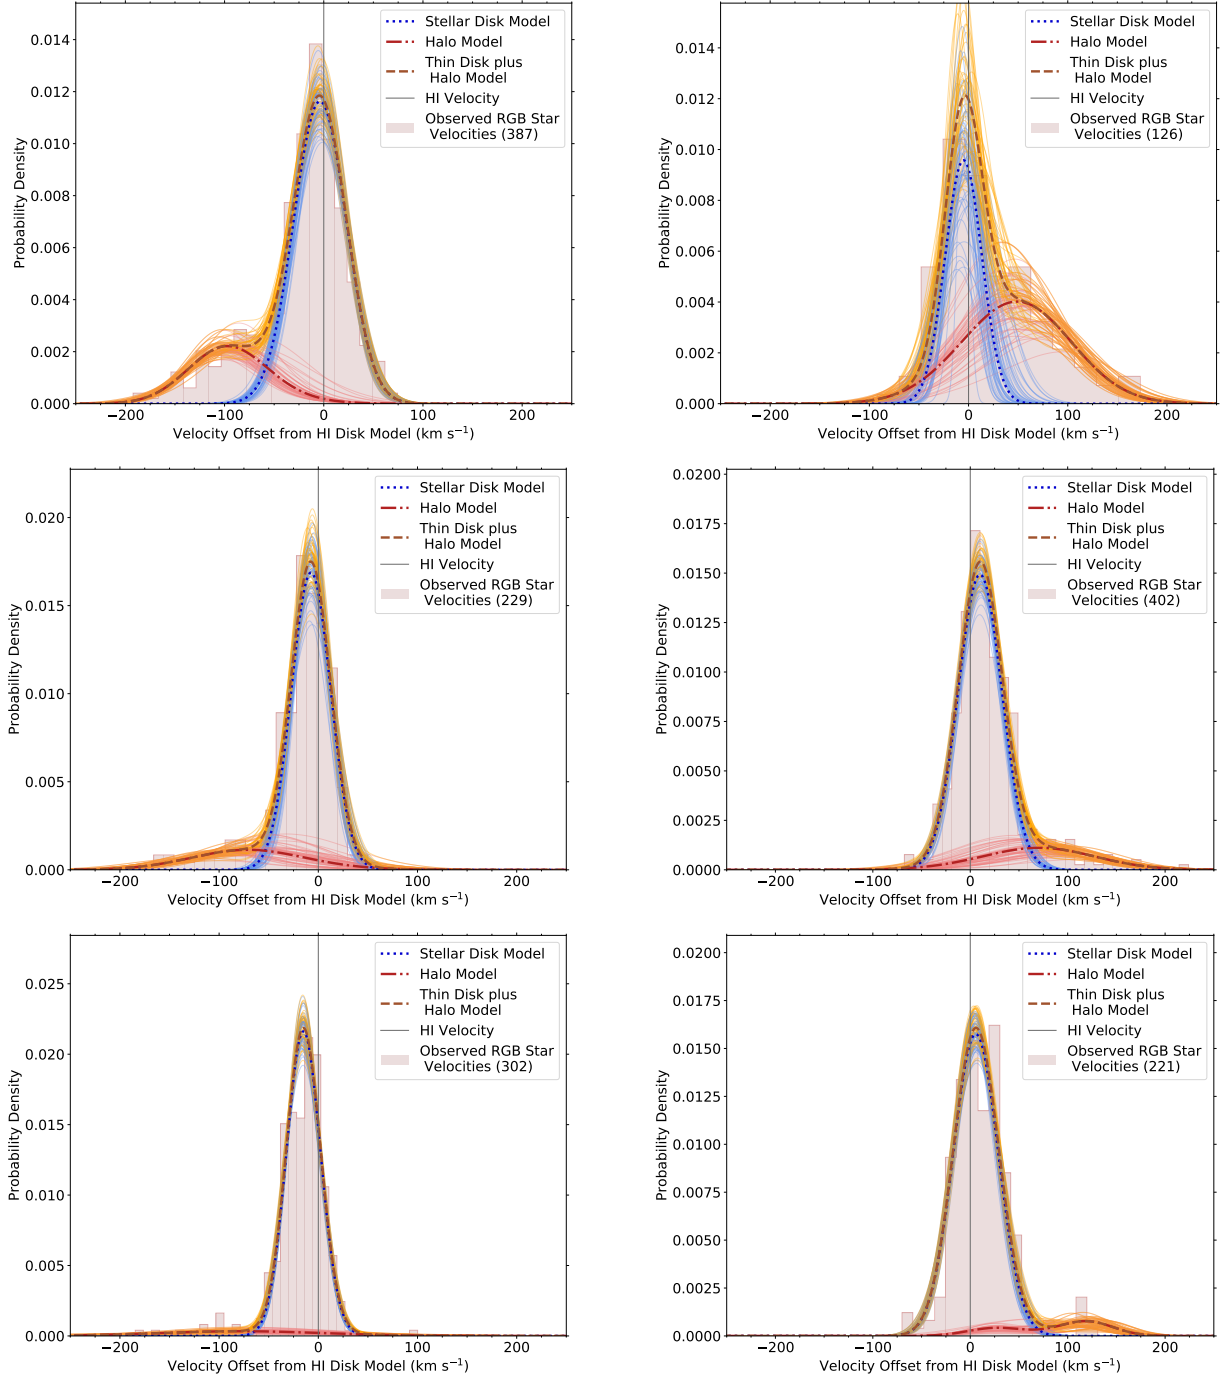 Stellar Disk Model
Halo Model
Thin Disk plus
Halo Model
HI Velocity
Observed RGB Star
Velocities (387)
Probability Density
0.014
0.012
0.010
0.008
0.006
0.004
0.002
0.000
−200
−100
0
100
200
Velocity Offset from HI Disk Model (km s⁻¹)
Stellar Disk Model
Halo Model
Thin Disk plus
Halo Model
HI Velocity
Observed RGB Star
Velocities (126)
Probability Density
0.014
0.012
0.010
0.008
0.006
0.004
0.002
0.000
−200
−100
0
100
200
Velocity Offset from HI Disk Model (km s⁻¹)
Stellar Disk Model
Halo Model
Thin Disk plus
Halo Model
HI Velocity
Observed RGB Star
Velocities (229)
Probability Density
0.020
0.015
0.010
0.005
0.000
−200
−100
0
100
200
Velocity Offset from HI Disk Model (km s⁻¹)
Stellar Disk Model
Halo Model
Thin Disk plus
Halo Model
HI Velocity
Observed RGB Star
Velocities (402)
Probability Density
0.0200
0.0175
0.0150
0.0125
0.0100
0.0075
0.0050
0.0025
0.0000
−200
−100
0
100
200
Velocity Offset from HI Disk Model (km s⁻¹)
Stellar Disk Model
Halo Model
Thin Disk plus
Halo Model
HI Velocity
Observed RGB Star
Velocities (302)
Probability Density
0.025
0.020
0.015
0.010
0.005
0.000
−200
−100
0
100
200
Velocity Offset from HI Disk Model (km s⁻¹)
Stellar Disk Model
Halo Model
Thin Disk plus
Halo Model
HI Velocity
Observed RGB Star
Velocities (221)
Probability Density
0.0200
0.0175
0.0150
0.0125
0.0100
0.0075
0.0050
0.0025
0.0000
−200
−100
0
100
200
Velocity Offset from HI Disk Model (km s⁻¹)